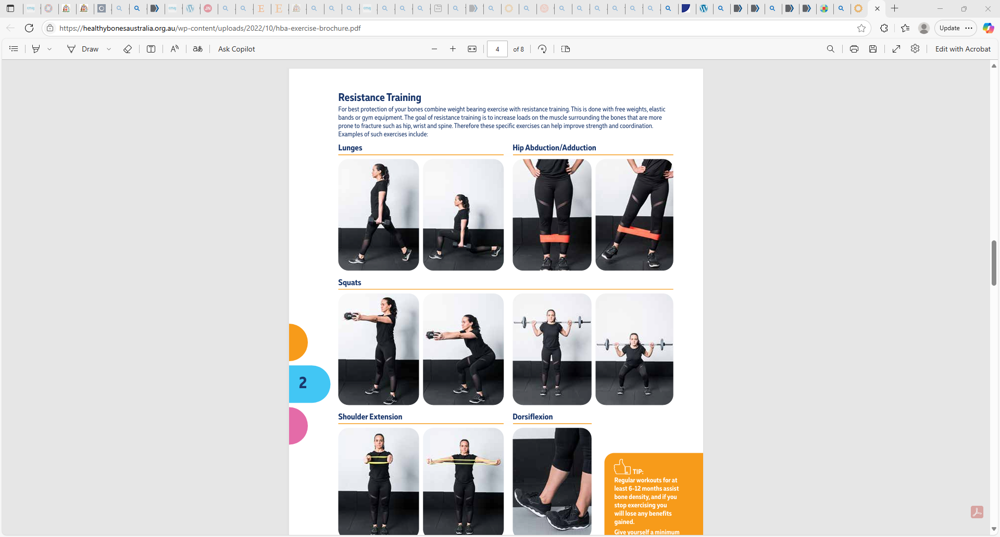 https://healthybonesaustralia.org.au/wp-content/uploads/2022/10/hba-exercise-brochure.pdf
Update
Draw
Ask Copilot
4
of 8
Edit with Acrobat
Resistance Training
For best protection of your bones combine weight bearing exercise with resistance training. This is done with free weights, elastic
bands or gym equipment. The goal of resistance training is to increase loads on the muscle surrounding the bones that are more
prone to fracture such as hip, wrist and spine. Therefore these specific exercises can help improve strength and coordination.
Examples of such exercises include:
Lunges
Hip Abduction/Adduction
Squats
2
Shoulder Extension
Dorsiflexion
TIP:
Regular workouts for at
least 6-12 months assist
bone density, and if you
stop exercising you
will lose any benefits
gained.
Give yourself a minimum